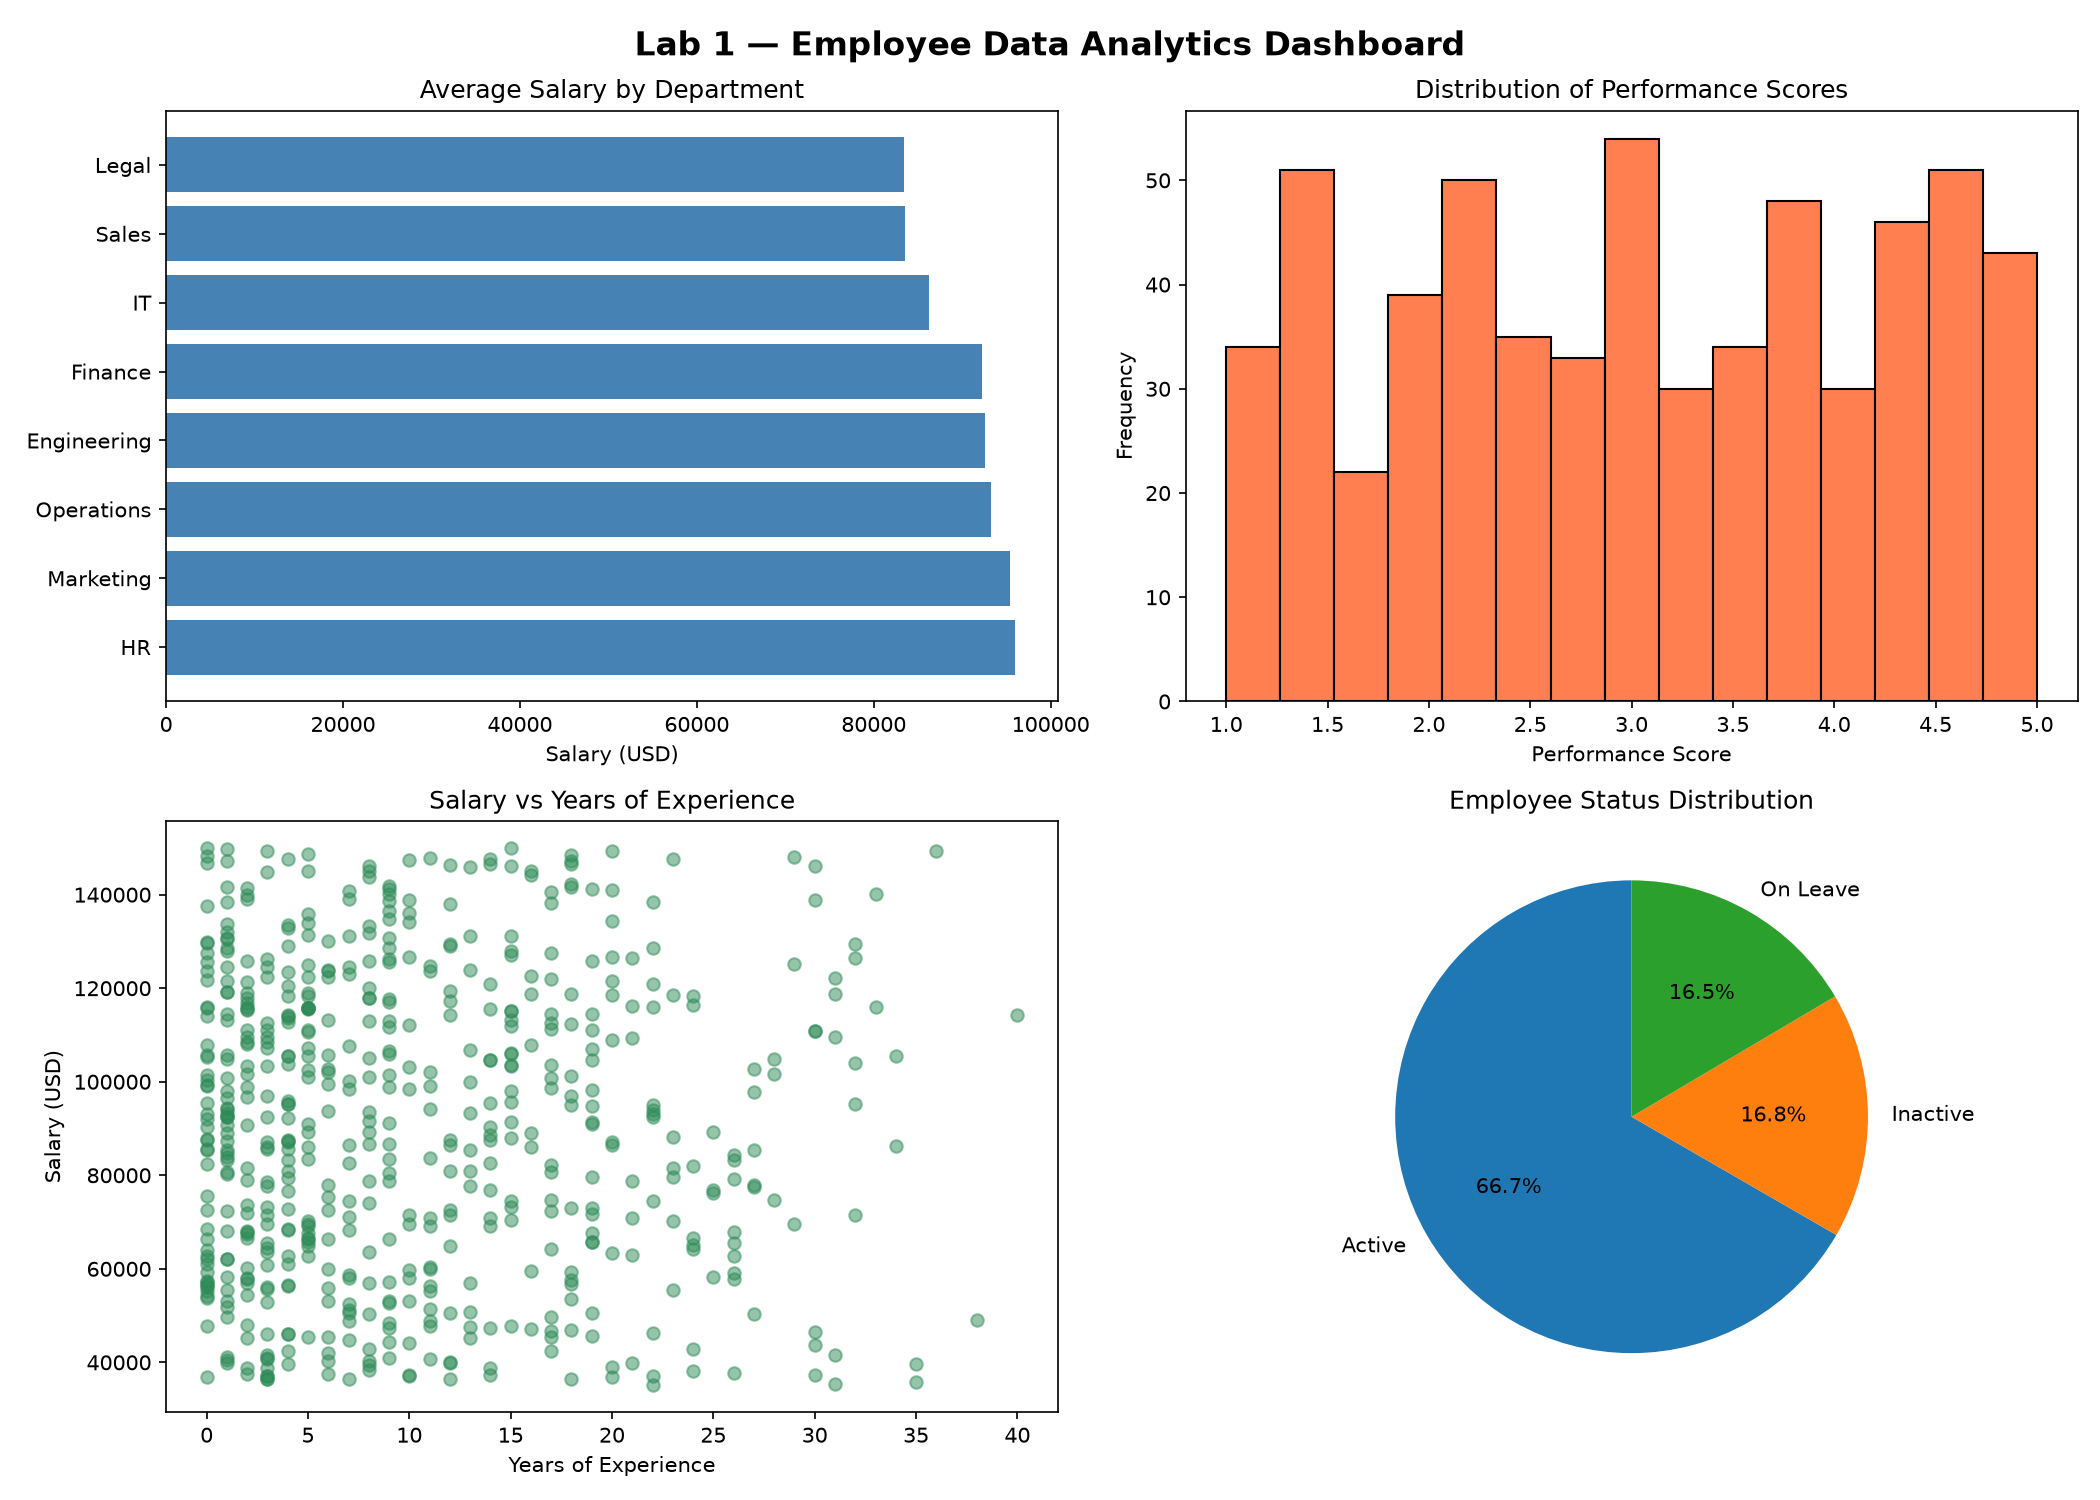 Lab 1 — Employee Data Analytics Dashboard
Average Salary by Department
Legal
Sales
IT
Finance
Engineering
Operations
Marketing
HR
0 20000 40000 60000 80000 100000
Salary (USD)
Distribution of Performance Scores
Frequency
50
40
30
20
10
0
1.0 1.5 2.0 2.5 3.0 3.5 4.0 4.5 5.0
Performance Score
Salary vs Years of Experience
Salary (USD)
140000
120000
100000
80000
60000
40000
0 5 10 15 20 25 30 35 40
Years of Experience
Employee Status Distribution
On Leave
16.5%
16.8%
Inactive
66.7%
Active